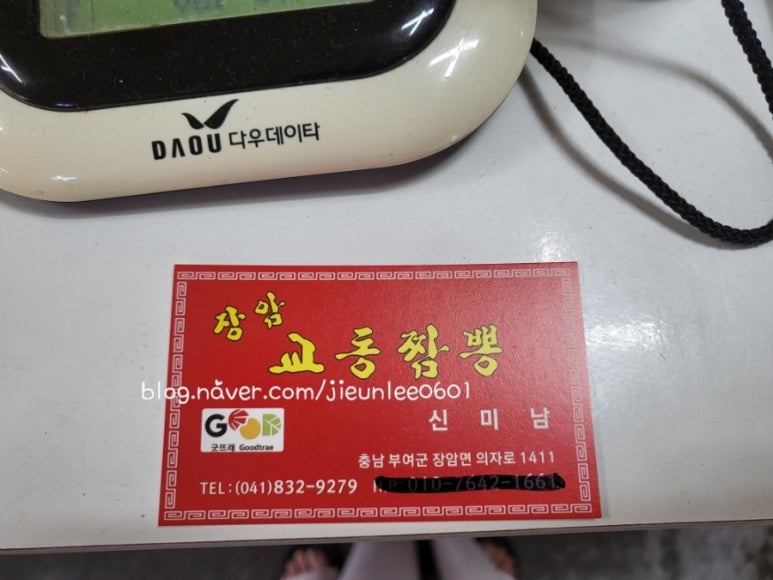 DAOU 다우데이타
장암
교동짬뽕
blog.naver.com/jieunlee0601
신 미 남
GOOD
굿뜨래 Goodtrae
충남 부여군 장암면 의자로 1411
TEL : (041)832-9279